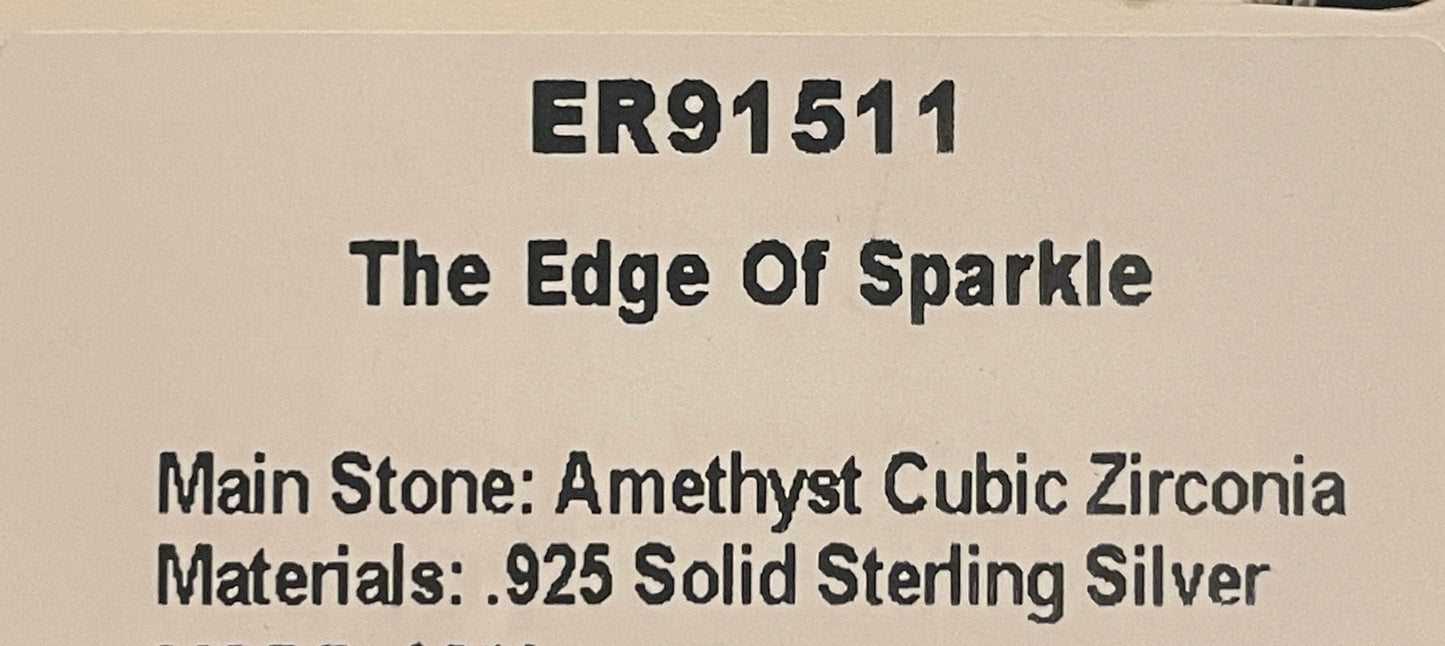 ER91511
The Edge Of Sparkle
Main Stone: Amethyst Cubic Zirconia
Materials: .925 Solid Sterling Silver